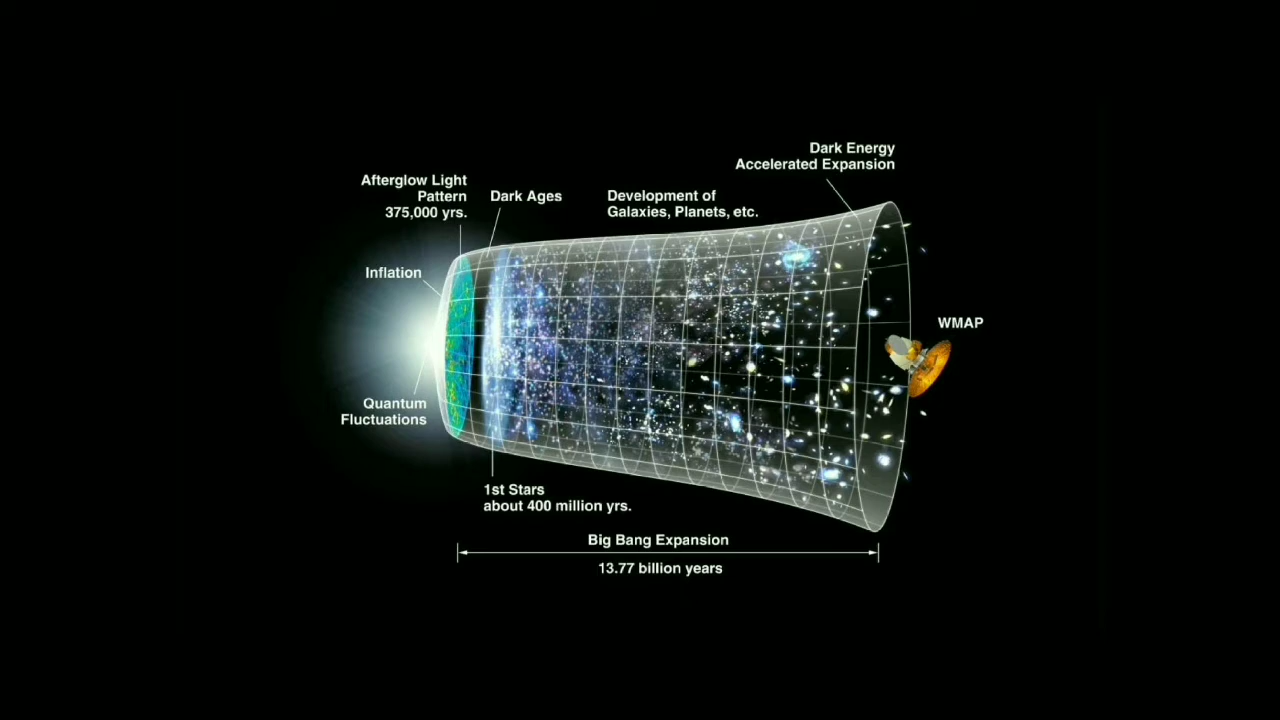 Dark Energy
Accelerated Expansion
Afterglow Light
Pattern
375,000 yrs.
Dark Ages
Development of
Galaxies, Planets, etc.
Inflation
WMAP
Quantum
Fluctuations
1st Stars
about 400 million yrs.
Big Bang Expansion
13.77 billion years